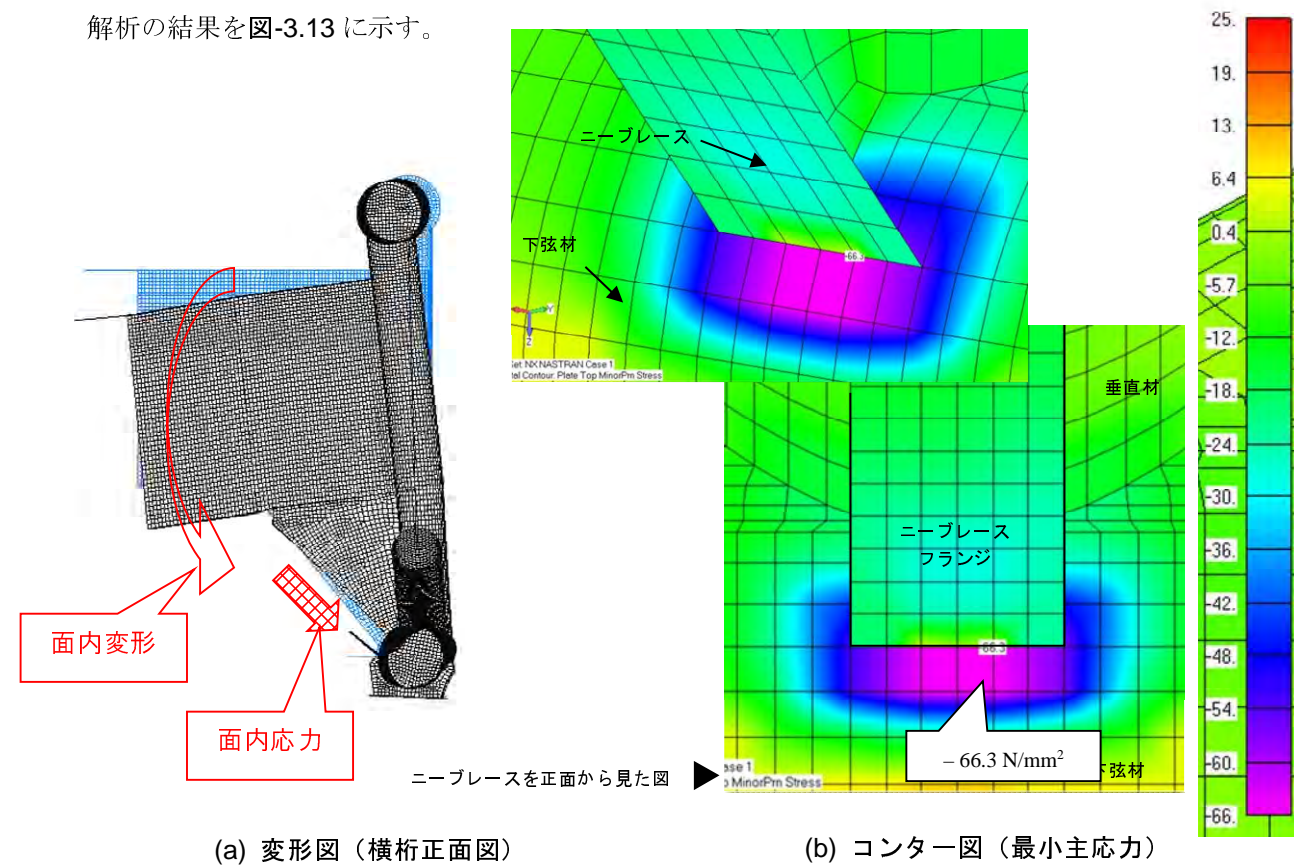 解析の結果を図-3.13 に示す。
ニーブレース
下弦材
-66.3
Y
Z
Set: NX NASTRAN Case 1
tal Contour: Plate Top MinorPrn Stress
垂直材
ニーブレース
フランジ
-66.3
– 66.3 N/mm²
下弦材
ase 1
p MinorPrn Stress
面内変形
面内応力
ニーブレースを正面から見た図 ▶
25.
19.
13.
6.4
0.4
-5.7
-12.
-18.
-24.
-30.
-36.
-42.
-48.
-54.
-60.
-66.
(a) 変形図（横桁正面図）
(b) コンター図（最小主応力）